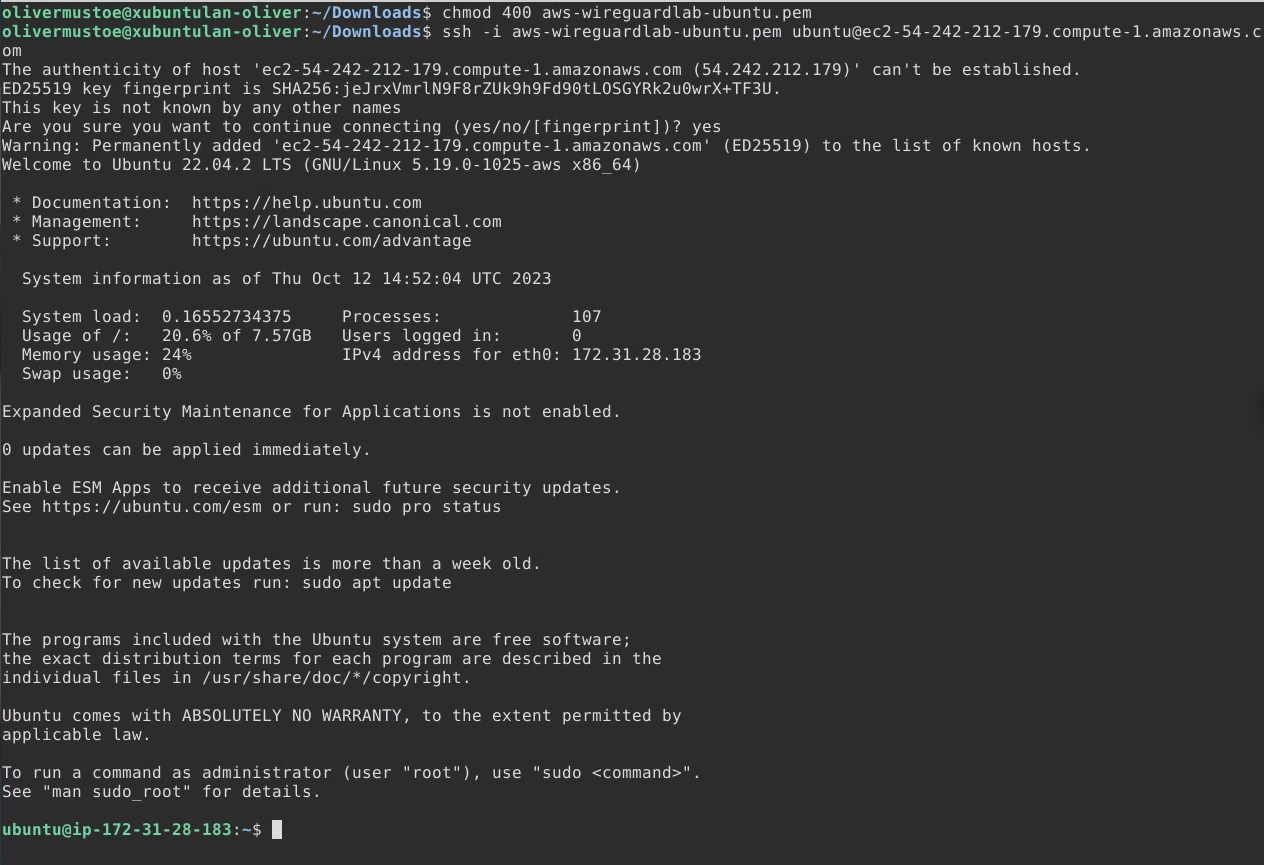 olivermustoe@xubuntulan-oliver:~/Downloads$ chmod 400 aws-wireguardlab-ubuntu.pem
olivermustoe@xubuntulan-oliver:~/Downloads$ ssh -i aws-wireguardlab-ubuntu.pem ubuntu@ec2-54-242-212-179.compute-1.amazonaws.c
om
The authenticity of host 'ec2-54-242-212-179.compute-1.amazonaws.com (54.242.212.179)' can't be established.
ED25519 key fingerprint is SHA256:jeJrxVmrlN9F8rZUk9h9Fd90tLOSGYRk2u0wrX+TF3U.
This key is not known by any other names
Are you sure you want to continue connecting (yes/no/[fingerprint])? yes
Warning: Permanently added 'ec2-54-242-212-179.compute-1.amazonaws.com' (ED25519) to the list of known hosts.
Welcome to Ubuntu 22.04.2 LTS (GNU/Linux 5.19.0-1025-aws x86_64)

 * Documentation:  https://help.ubuntu.com
 * Management:     https://landscape.canonical.com
 * Support:        https://ubuntu.com/advantage

  System information as of Thu Oct 12 14:52:04 UTC 2023

  System load:  0.16552734375     Processes:             107
  Usage of /:   20.6% of 7.57GB   Users logged in:       0
  Memory usage: 24%               IPv4 address for eth0: 172.31.28.183
  Swap usage:   0%

Expanded Security Maintenance for Applications is not enabled.

0 updates can be applied immediately.

Enable ESM Apps to receive additional future security updates.
See https://ubuntu.com/esm or run: sudo pro status


The list of available updates is more than a week old.
To check for new updates run: sudo apt update


The programs included with the Ubuntu system are free software;
the exact distribution terms for each program are described in the
individual files in /usr/share/doc/*/copyright.

Ubuntu comes with ABSOLUTELY NO WARRANTY, to the extent permitted by
applicable law.

To run a command as administrator (user "root"), use "sudo <command>".
See "man sudo_root" for details.

ubuntu@ip-172-31-28-183:~$